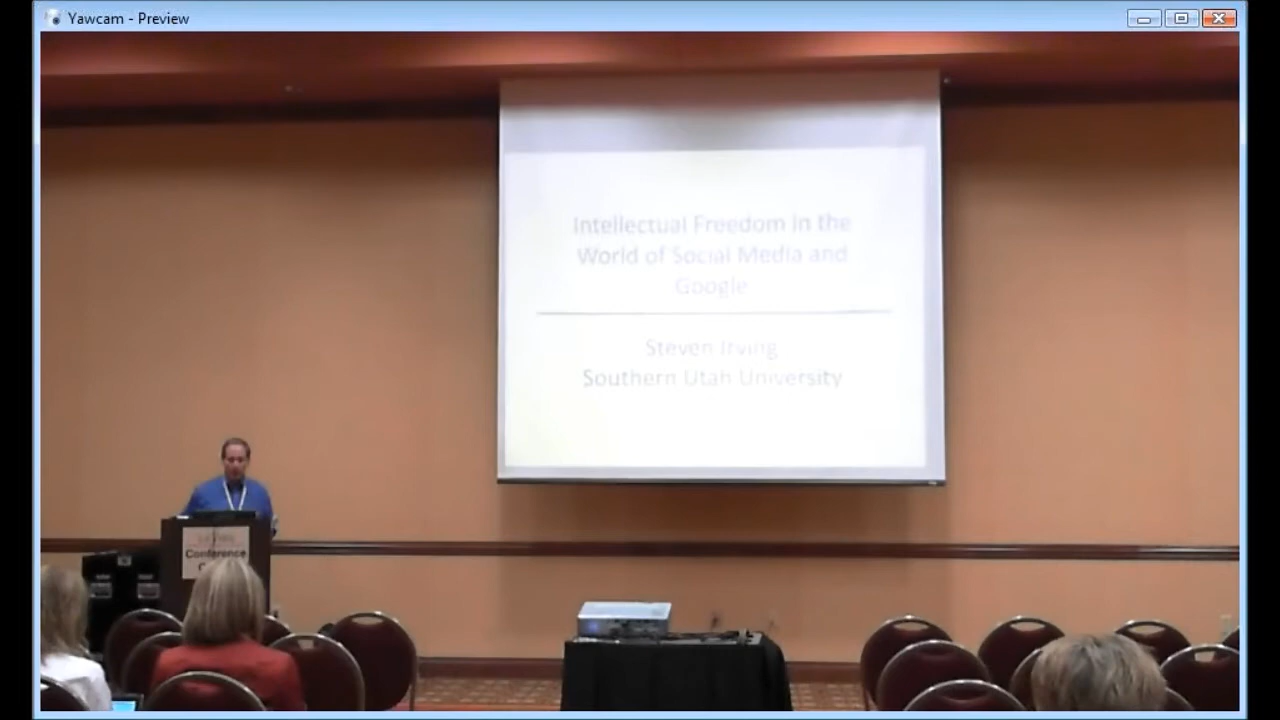 Yawcam - Preview
Intellectual Freedom in the
World of Social Media and
Google
Steven Irving
Southern Utah University
Conference